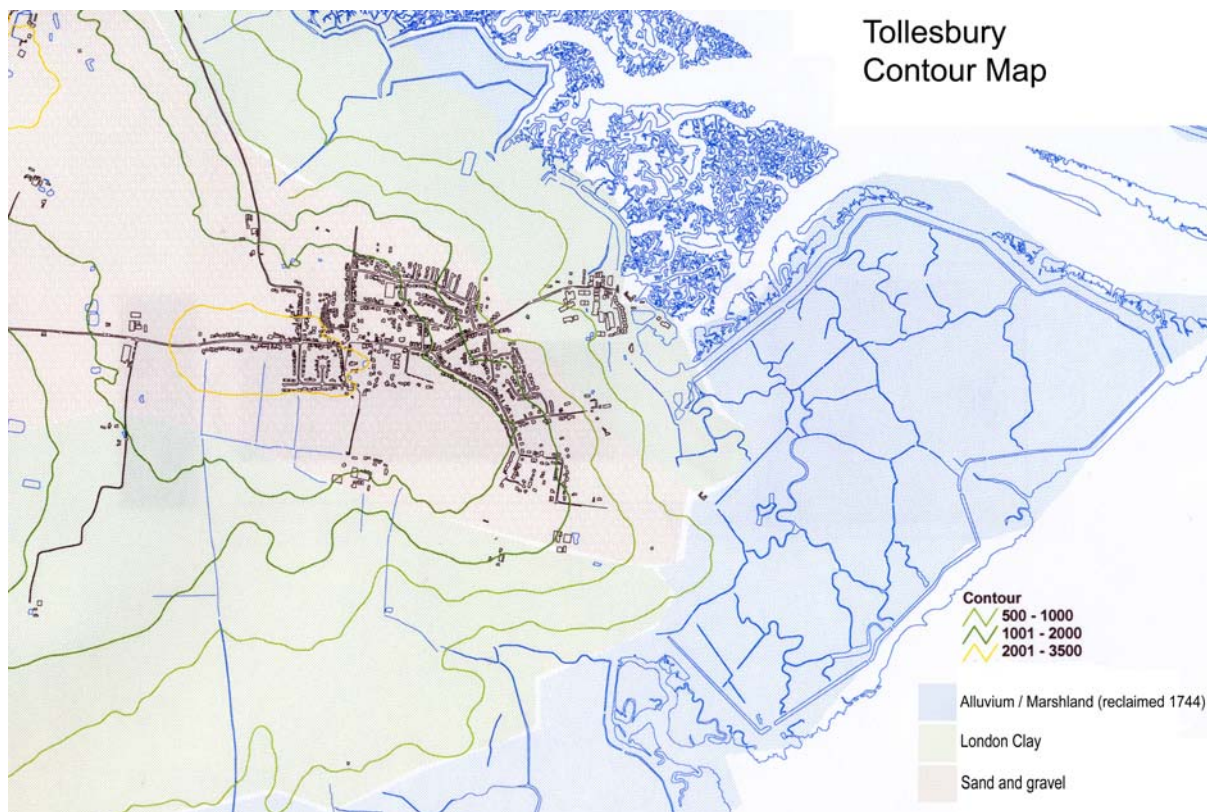 Tollesbury
Contour Map
Contour
500 - 1000
1001 - 2000
2001 - 3500
Alluvium / Marshland (reclaimed 1744)
London Clay
Sand and gravel